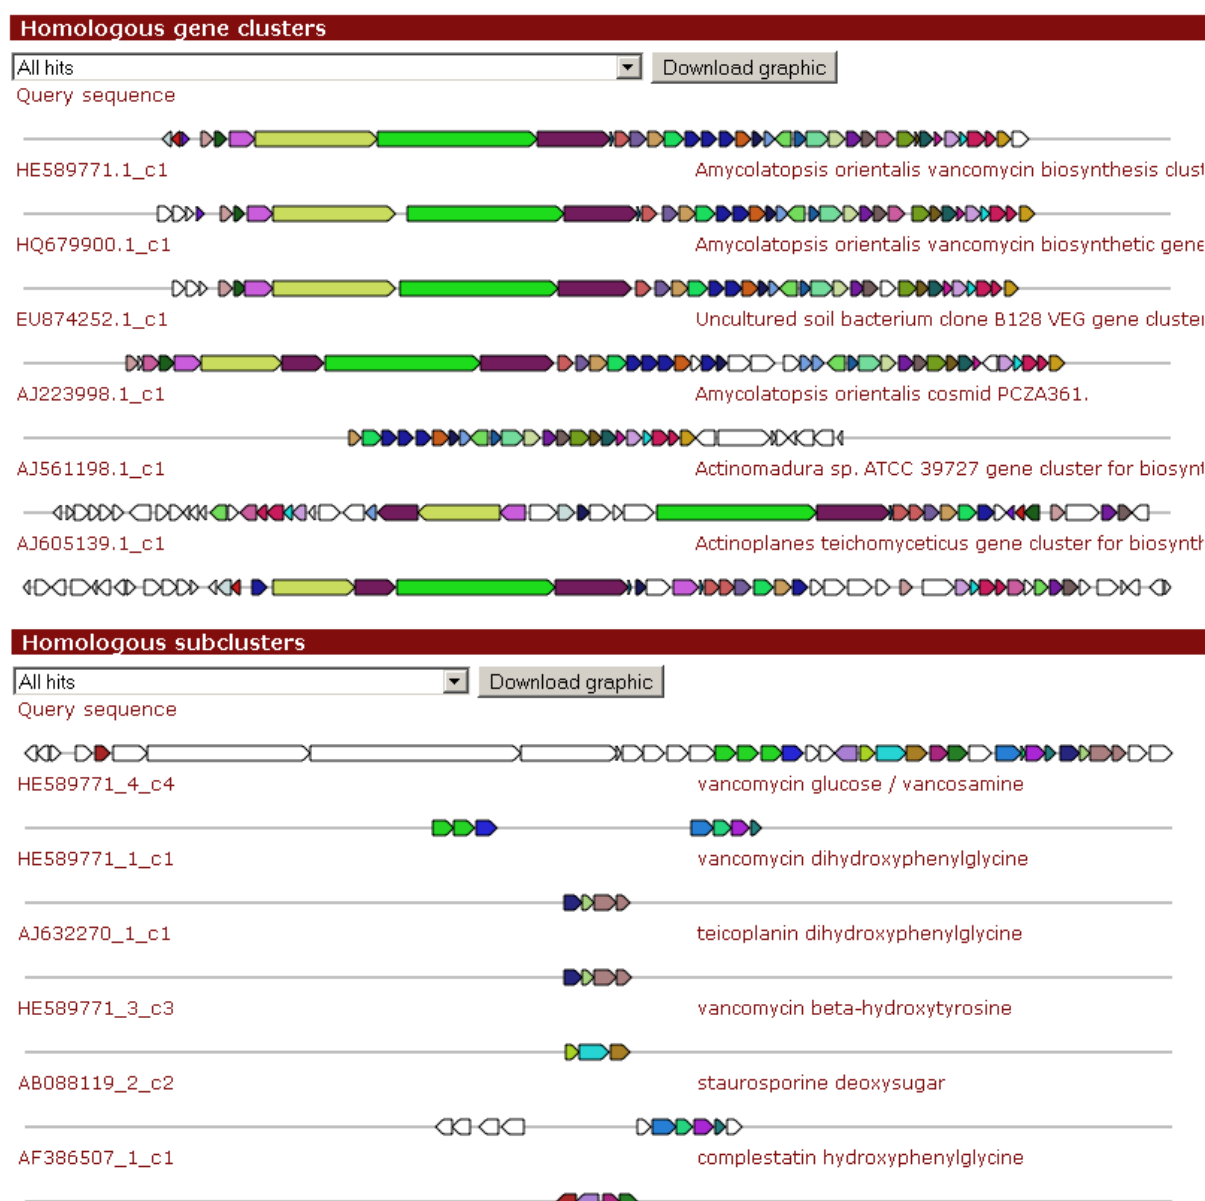 Homologous gene clusters
All hits Download graphic
Query sequence
HE589771.1_c1 Amycolatopsis orientalis vancomycin biosynthesis clust
HQ679900.1_c1 Amycolatopsis orientalis vancomycin biosynthetic gene
EU874252.1_c1 Uncultured soil bacterium clone B128 VEG gene cluster
AJ223998.1_c1 Amycolatopsis orientalis cosmid PCZA361.
AJ561198.1_c1 Actinomadura sp. ATCC 39727 gene cluster for biosynt
AJ605139.1_c1 Actinoplanes teichomyceticus gene cluster for biosynth
Homologous subclusters
All hits Download graphic
Query sequence
HE589771_4_c4 vancomycin glucose / vancosamine
HE589771_1_c1 vancomycin dihydroxyphenylglycine
AJ632270_1_c1 teicoplanin dihydroxyphenylglycine
HE589771_3_c3 vancomycin beta-hydroxytyrosine
AB088119_2_c2 staurosporine deoxysugar
AF386507_1_c1 complestatin hydroxyphenylglycine